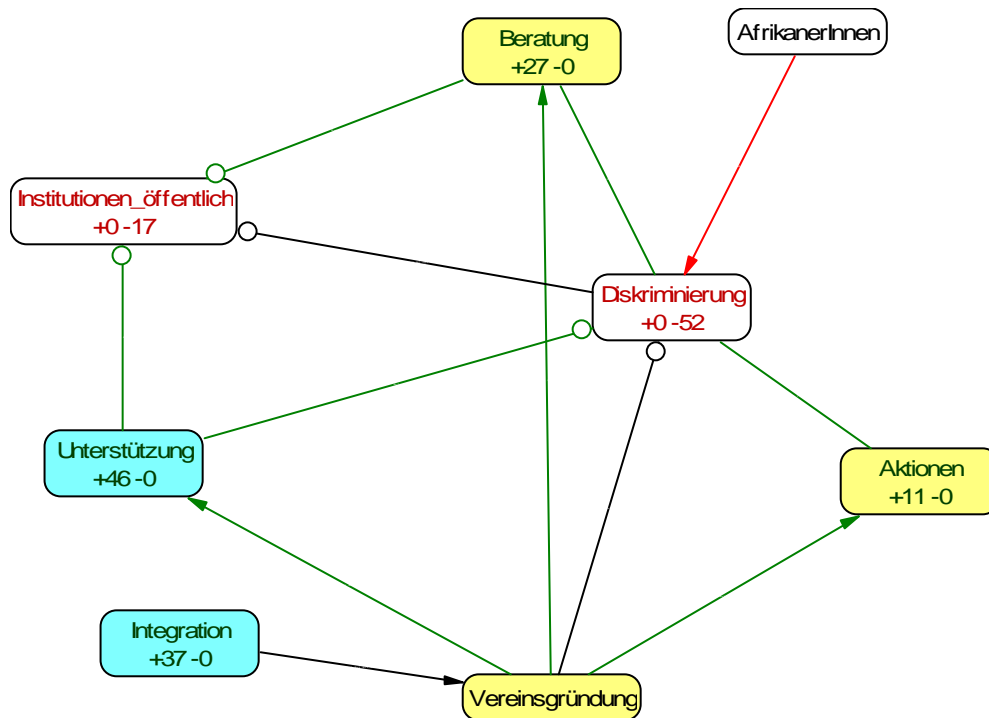 Beratung
+27 -0
AfrikanerInnen
Institutionen_öffentlich
+0 -17
Diskriminierung
+0 -52
Unterstützung
+46 -0
Aktionen
+11 -0
Integration
+37 -0
Vereinsgründung